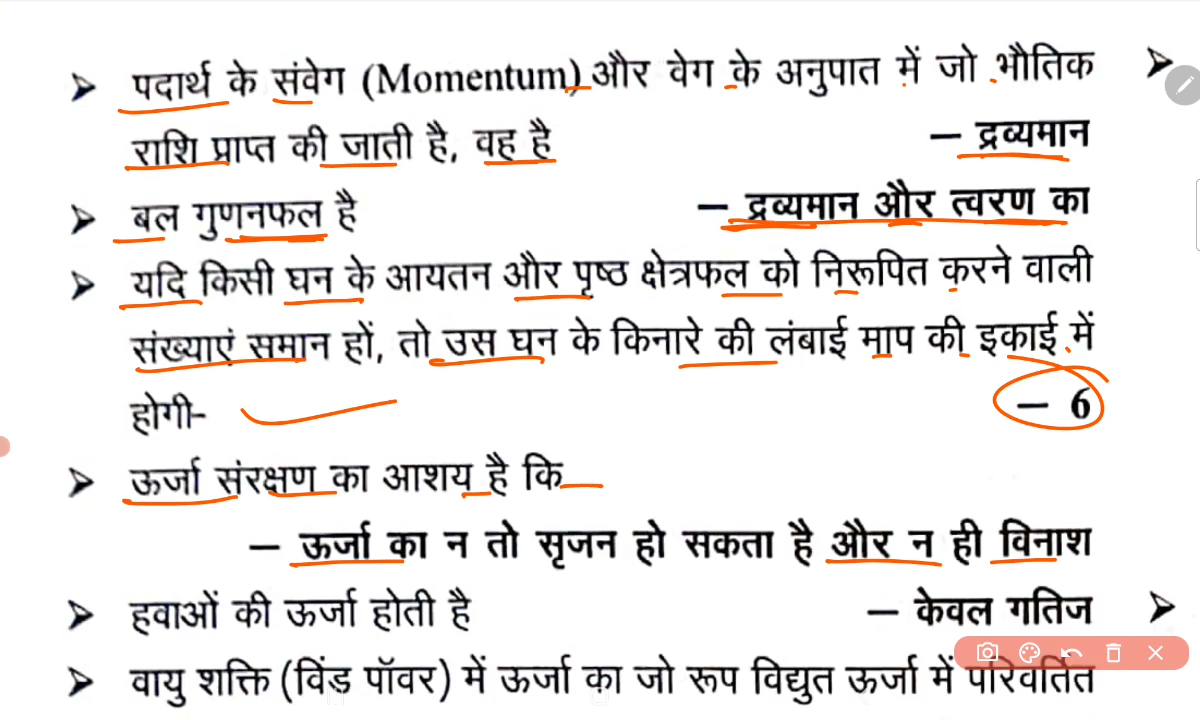 ➤ पदार्थ के संवेग (Momentum) और वेग के अनुपात में जो भौतिक
राशि प्राप्त की जाती है, वह है – द्रव्यमान
➤ बल गुणनफल है – द्रव्यमान और त्वरण का
➤ यदि किसी घन के आयतन और पृष्ठ क्षेत्रफल को निरूपित करने वाली
संख्याएं समान हों, तो उस घन के किनारे की लंबाई माप की इकाई में
होगी- – 6
➤ ऊर्जा संरक्षण का आशय है कि
– ऊर्जा का न तो सृजन हो सकता है और न ही विनाश
➤ हवाओं की ऊर्जा होती है – केवल गतिज
➤ वायु शक्ति (विंड पॉवर) में ऊर्जा का जो रूप विद्युत ऊर्जा में परिवर्तित